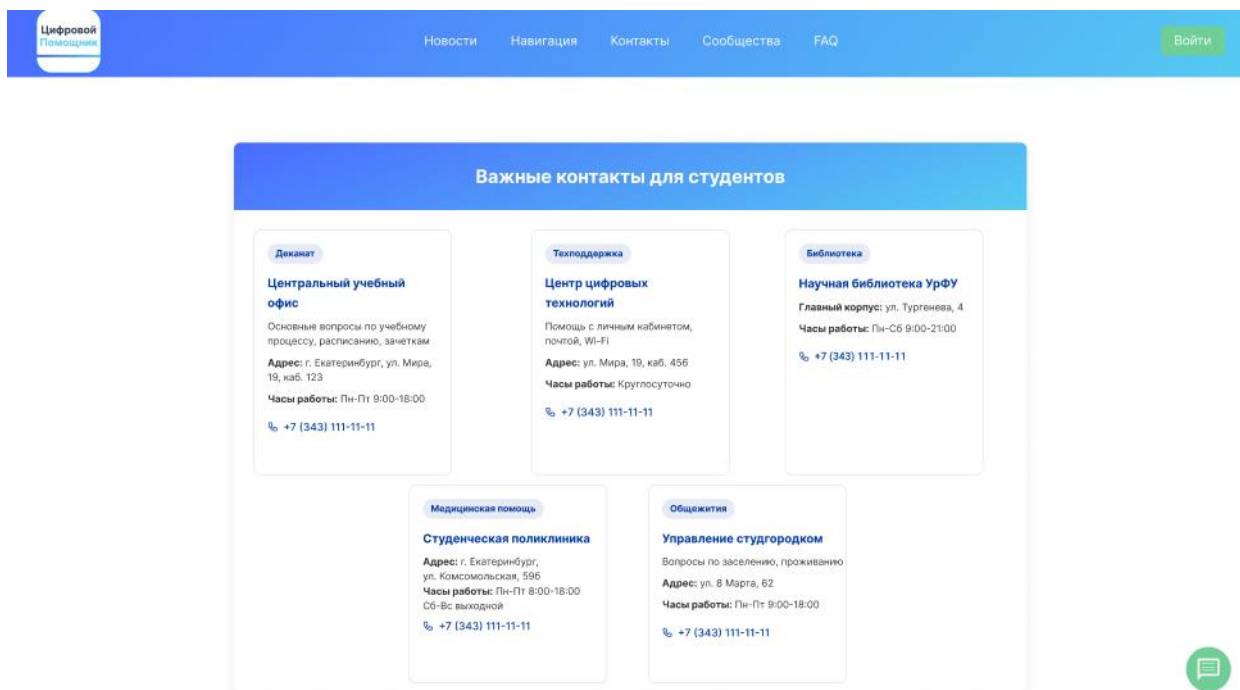 Цифровой
Помощник
Новости Навигация Контакты Сообщества FAQ
Войти
Важные контакты для студентов
Деканат
Центральный учебный
офис
Основные вопросы по учебному
процессу, расписанию, зачеткам
Адрес: г. Екатеринбург, ул. Мира,
19, каб. 123
Часы работы: Пн-Пт 9:00-18:00
+7 (343) 111-11-11
Техподдержка
Центр цифровых
технологий
Помощь с личным кабинетом,
почтой, Wi-Fi
Адрес: ул. Мира, 19, каб. 456
Часы работы: Круглосуточно
+7 (343) 111-11-11
Библиотека
Научная библиотека УрФУ
Главный корпус: ул. Тургенева, 4
Часы работы: Пн-Сб 9:00-21:00
+7 (343) 111-11-11
Медицинская помощь
Студенческая поликлиника
Адрес: г. Екатеринбург,
ул. Комсомольская, 59б
Часы работы: Пн-Пт 8:00-18:00
Сб-Вс выходной
+7 (343) 111-11-11
Общежития
Управление студгородком
Вопросы по заселению, проживанию
Адрес: ул. 8 Марта, 62
Часы работы: Пн-Пт 9:00-18:00
+7 (343) 111-11-11